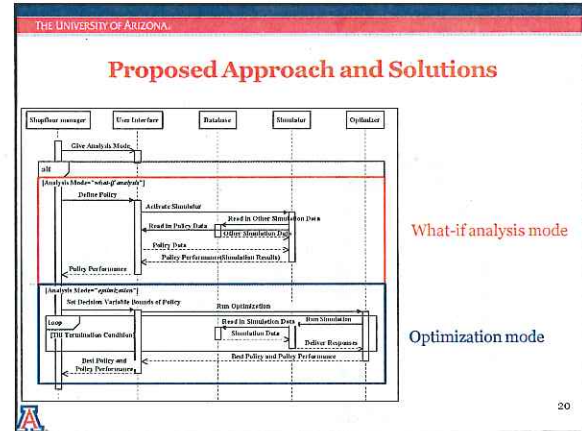 THE UNIVERSITY OF ARIZONA.
Proposed Approach and Solutions
Shopfloor manager
User Interface
Database
Simulator
Optimizer
Give Analysis Mode
alt
[Analysis Mode="what-if analysis"]
Define Policy
Activate Simulator
Read in Other Simulation Data
Read in Policy Data
Other Simulation Data
Policy Data
Policy Performance(Simulation Results)
Policy Performance
What-if analysis mode
[Analysis Mode="optimization"]
Set Decision Variable Bounds of Policy
Run Optimization
loop
Read in Simulation Data
Run Simulation
[Till Termination Condition]
Simulation Data
Deliver Responses
Best Policy and Policy Performance
Best Policy and
Policy Performance
Optimization mode
20
A